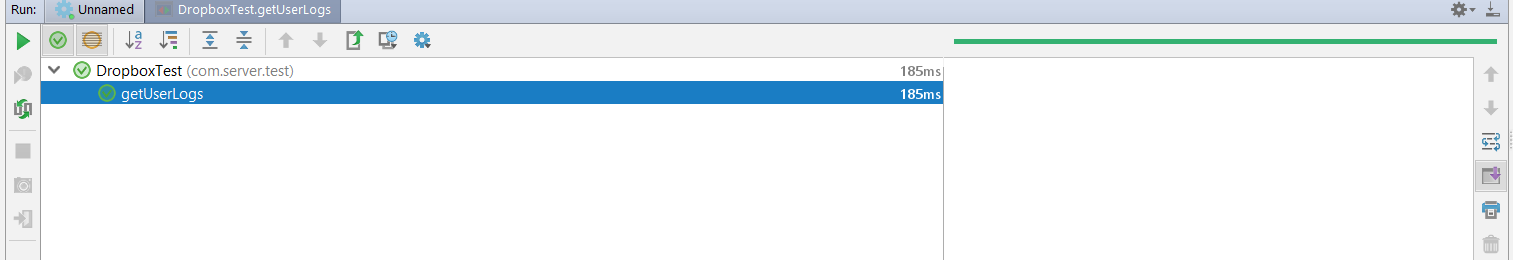 Run: Unnamed DropboxTest.getUserLogs
DropboxTest (com.server.test) 185ms
getUserLogs 185ms